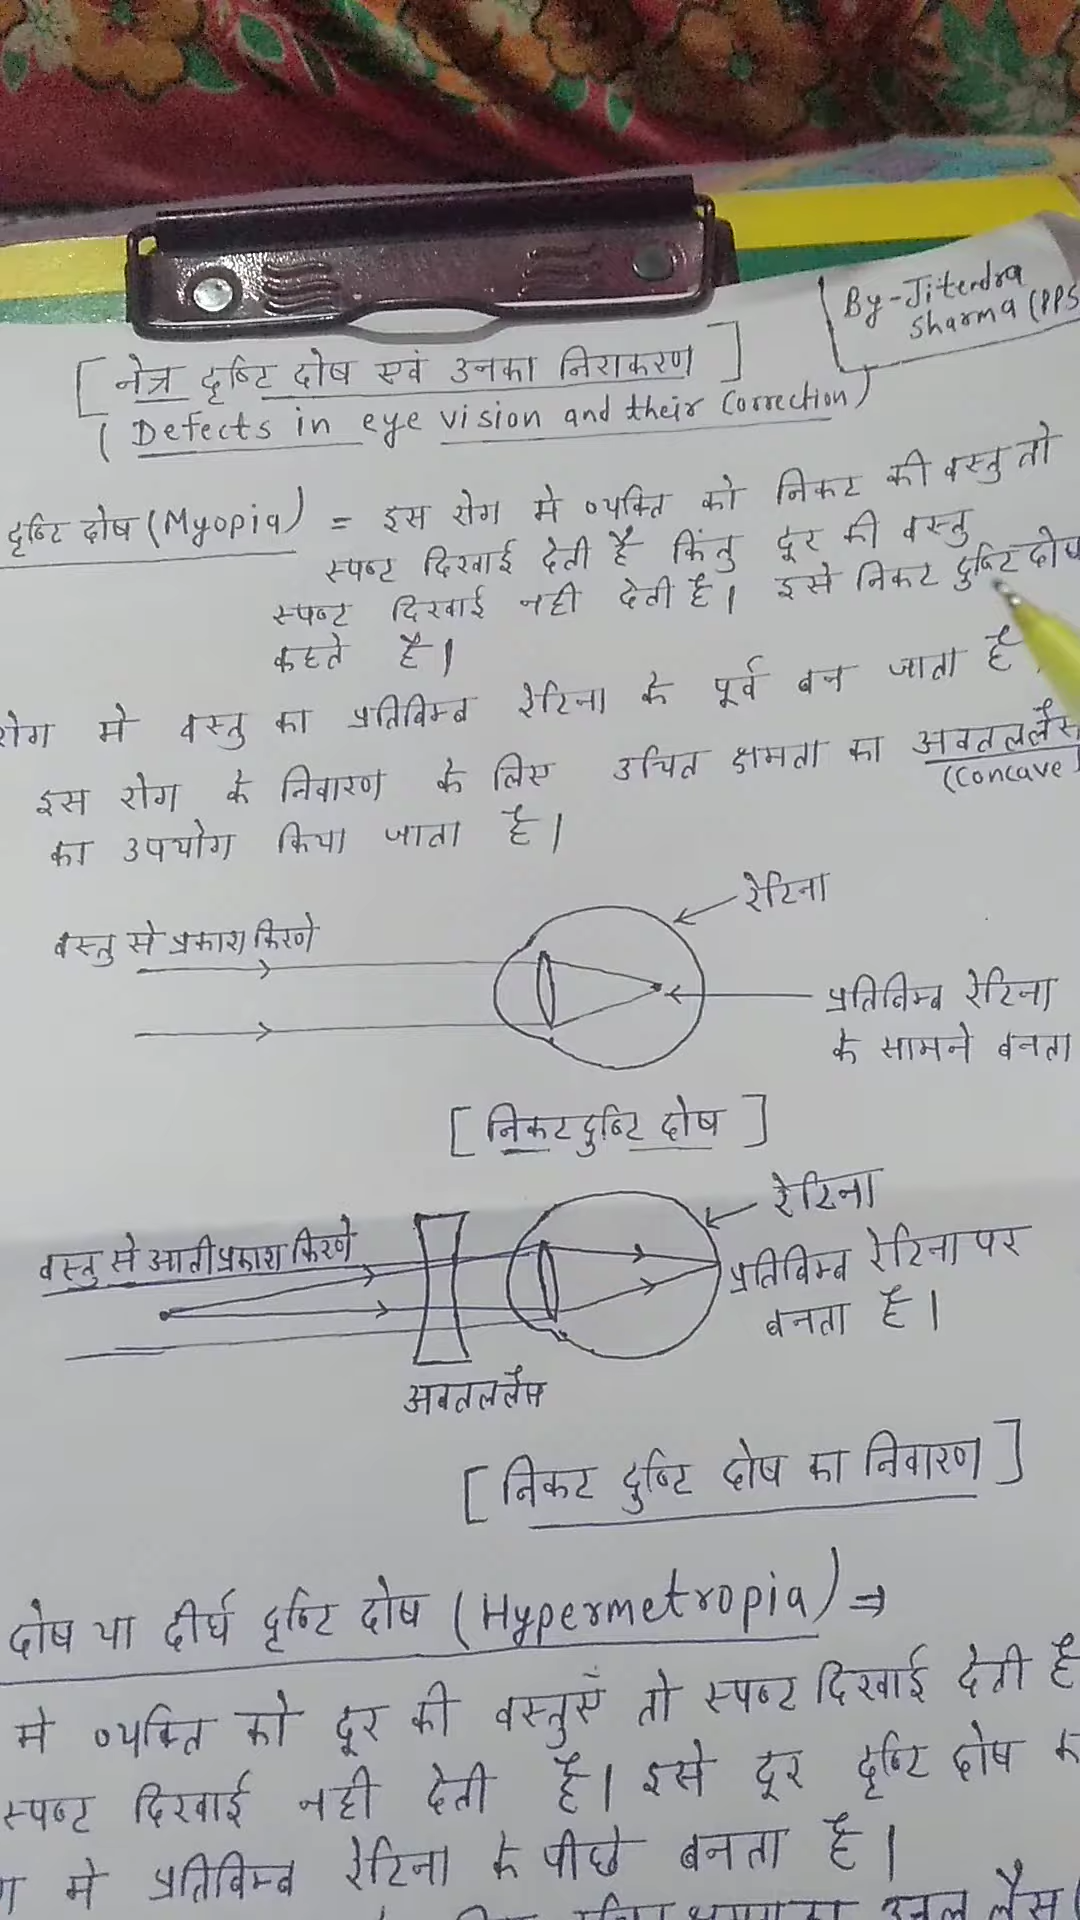 By-Jitendra
Sharma (PPS
[ नेत्र दृष्टि दोष एवं उनका निराकरण ]
( Defects in eye vision and their Correction)
दृष्टि दोष (Myopia) = इस रोग मे व्यक्ति को निकट की वस्तु तो
स्पष्ट दिखाई देती है किंतु दूर की वस्तु
स्पष्ट दिखाई नही देती है। इसे निकट दृष्टि दोष
कहते है।
रोग मे वस्तु का प्रतिबिम्ब रेटिना के पूर्व बन जाता है
इस रोग के निवारण के लिए उचित क्षमता का अवतल लैंस
(Concave)
का उपयोग किया जाता है।
रेटिना
वस्तु से प्रकाश किरणे
प्रतिबिम्ब रेटिना
के सामने बनता
[ निकट दृष्टि दोष ]
रेटिना
वस्तु से आती प्रकाश किरणे
प्रतिबिम्ब रेटिना पर
बनता है।
अवतल लैंस
[ निकट दृष्टि दोष का निवारण ]
दोष या दीर्घ दृष्टि दोष (Hypermetropia) ⇒
मे व्यक्ति को दूर की वस्तुएँ तो स्पष्ट दिखाई देती है
स्पष्ट दिखाई नही देती है। इसे दूर दृष्टि दोष
मे प्रतिबिम्ब रेटिना के पीछे बनता है।
लैंस